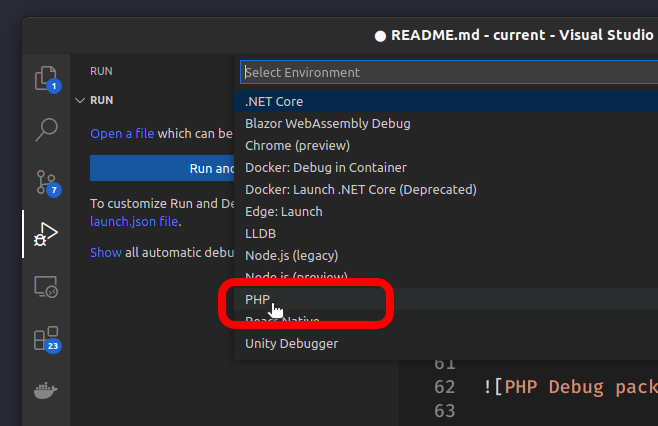 ● README.md - current - Visual Studio
RUN
Select Environment
RUN
.NET Core
Open a file which can be
Blazor WebAssembly Debug
Chrome (preview)
Run and
Docker: Debug in Container
Docker: Launch .NET Core (Deprecated)
To customize Run and De
launch.json file.
Edge: Launch
LLDB
Show all automatic debu
Node.js (legacy)
Node.js (preview)
PHP
React Native
Unity Debugger
1
7
23
61
62 ![PHP Debug pack
63